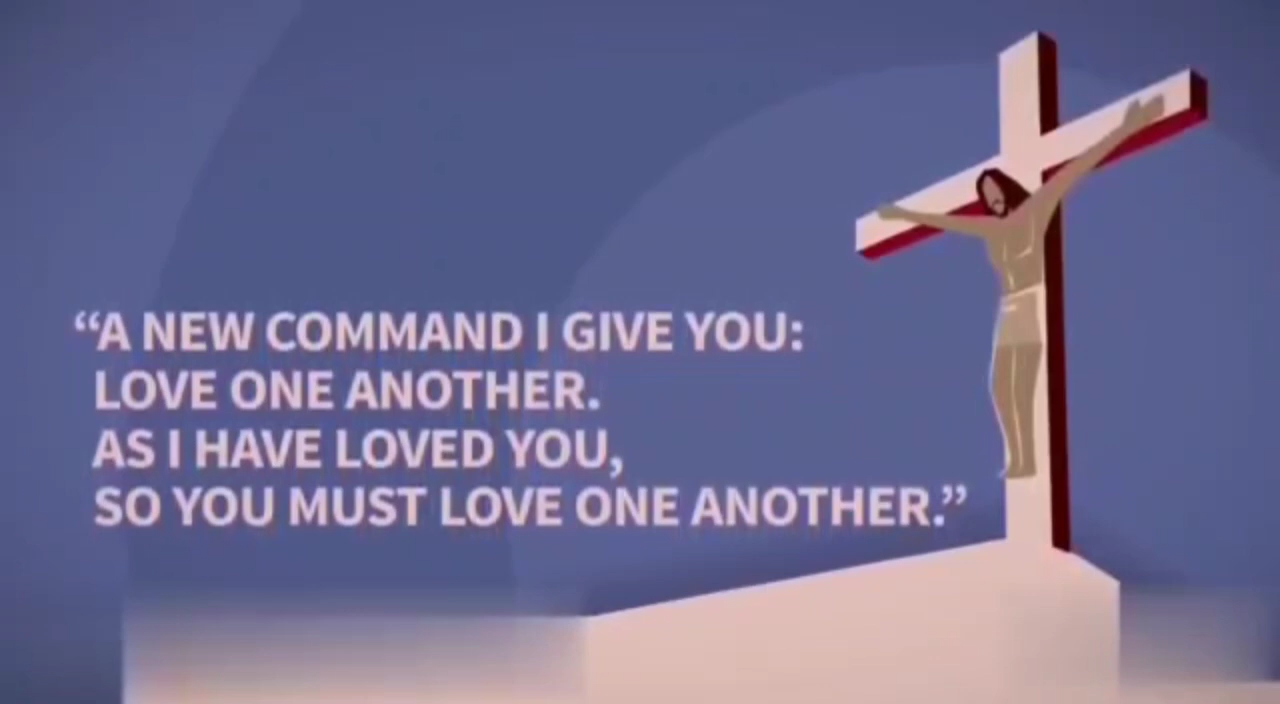 “A NEW COMMAND I GIVE YOU:
LOVE ONE ANOTHER.
AS I HAVE LOVED YOU,
SO YOU MUST LOVE ONE ANOTHER.”